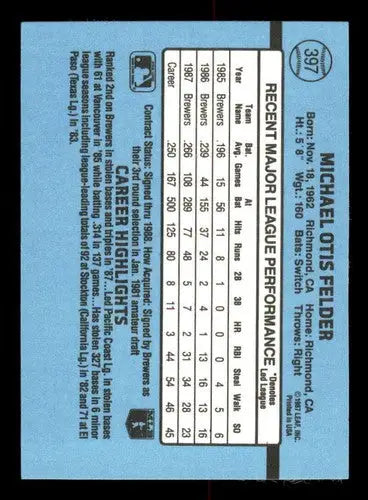 397
MICHAEL OTIS FELDER
Born: Nov. 18, 1962 Richmond, CA Home: Richmond, CA
Ht.: 5' 8" Wgt.: 160 Bats: Switch Throws: Right
©1987 LEAF, INC.
Printed in USA
RECENT MAJOR LEAGUE PERFORMANCE
*Denotes
Led League
Team Bat. At
Year Name Avg. Games Bat Hits Runs 2B 3B HR RBI Steal Walk SO
1985 Brewers .196 15 56 11 8 1 0 0 0 4 5 6
1986 Brewers .239 44 155 37 24 2 4 1 13 16 13 16
1987 Brewers .266 108 289 77 48 5 7 2 31 34 28 23
Career .250 167 500 125 80 8 11 3 44 54 46 45
Contract Status: Signed thru 1988. How Acquired: Signed by Brewers as
their 3rd round selection in Jan. 1981 amateur draft
CAREER HIGHLIGHTS
Ranked 2nd on Brewers in stolen bases and triples in '87...Led Pacific Coast Lg. in stolen bases
with 61 at Vancouver in '85 while batting .314 in 137 games...Has stolen 327 bases in 6 minor
league seasons including league-leading totals of 92 at Stockton (California Lg.) in '82 and 71 at El
Paso (Texas Lg.) in '83.